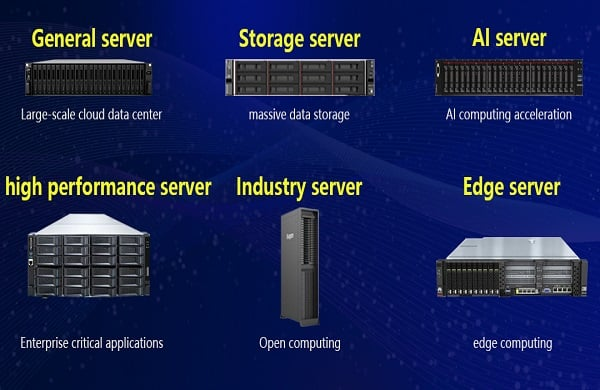 General server
Storage server
AI server
Large-scale cloud data center
massive data storage
AI computing acceleration
high performance server
Industry server
Edge server
Enterprise critical applications
Open computing
edge computing